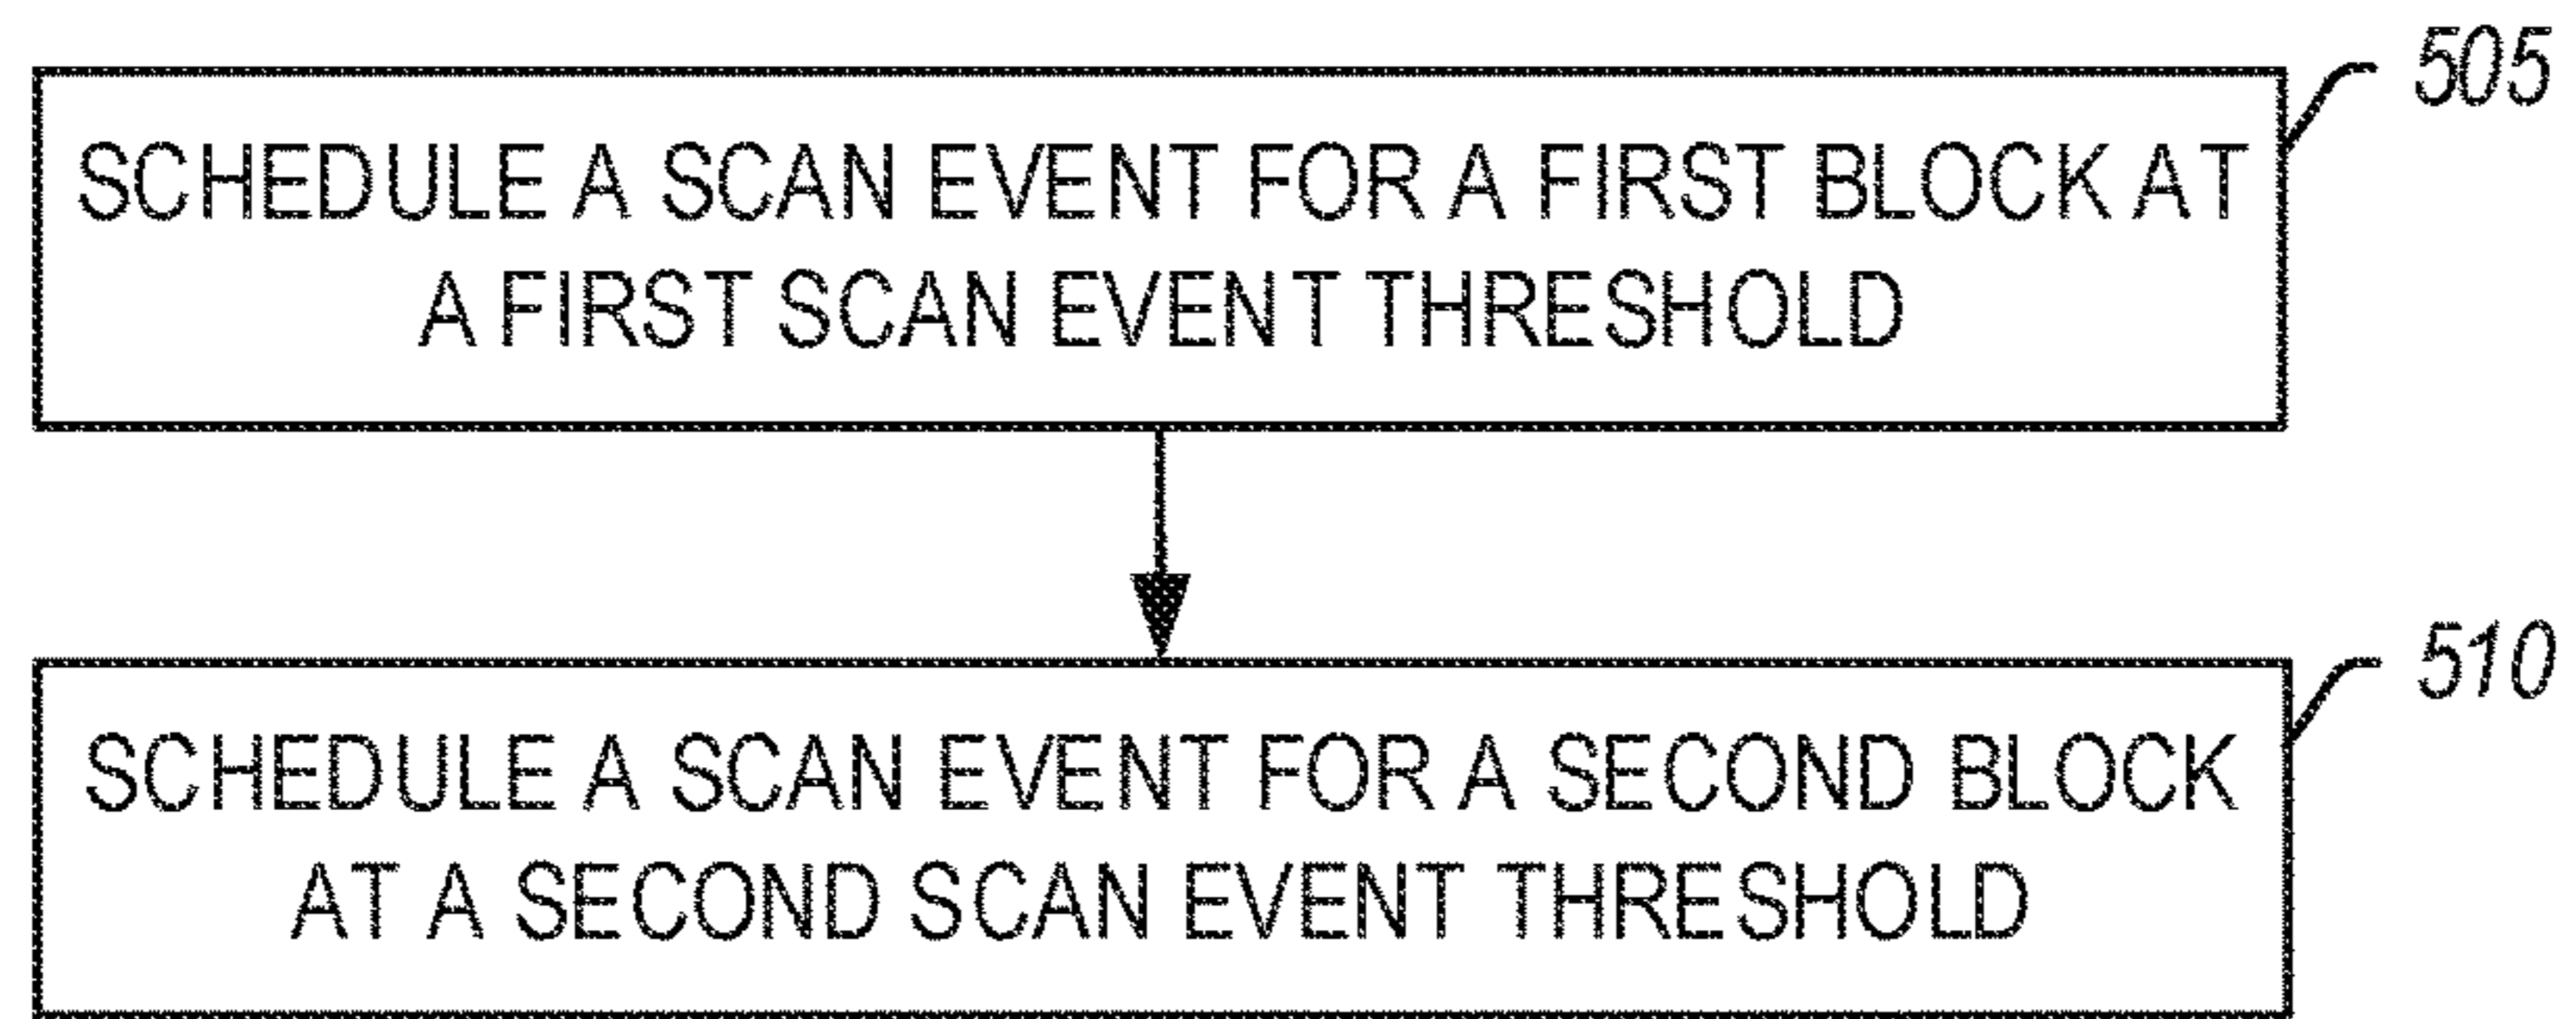 505
SCHEDULE A SCAN EVENT FOR A FIRST BLOCK AT
A FIRST SCAN EVENT THRESHOLD
510
SCHEDULE A SCAN EVENT FOR A SECOND BLOCK
AT A SECOND SCAN EVENT THRESHOLD